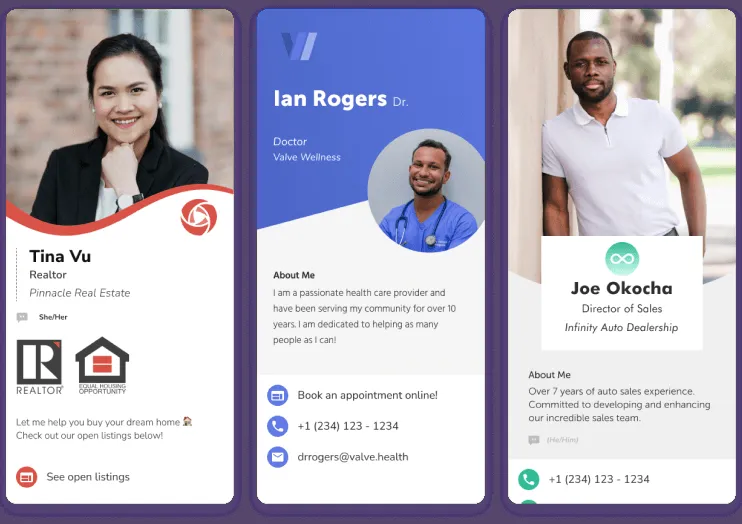 Tina Vu
Realtor
Pinnacle Real Estate
She/Her
R
REALTOR®
EQUAL HOUSING
OPPORTUNITY
Let me help you buy your dream home
Check out our open listings below!
See open listings
Ian Rogers Dr.
Doctor
Valve Wellness
About Me
I am a passionate health care provider and
have been serving my community for over 10
years. I am dedicated to helping as many
people as I can!
Book an appointment online!
+1 (234) 123 - 1234
drrogers@valve.health
Joe Okocha
Director of Sales
Infinity Auto Dealership
About Me
Over 7 years of auto sales experience.
Committed to developing and enhancing
our incredible sales team.
(He/Him)
+1 (234) 123 - 1234